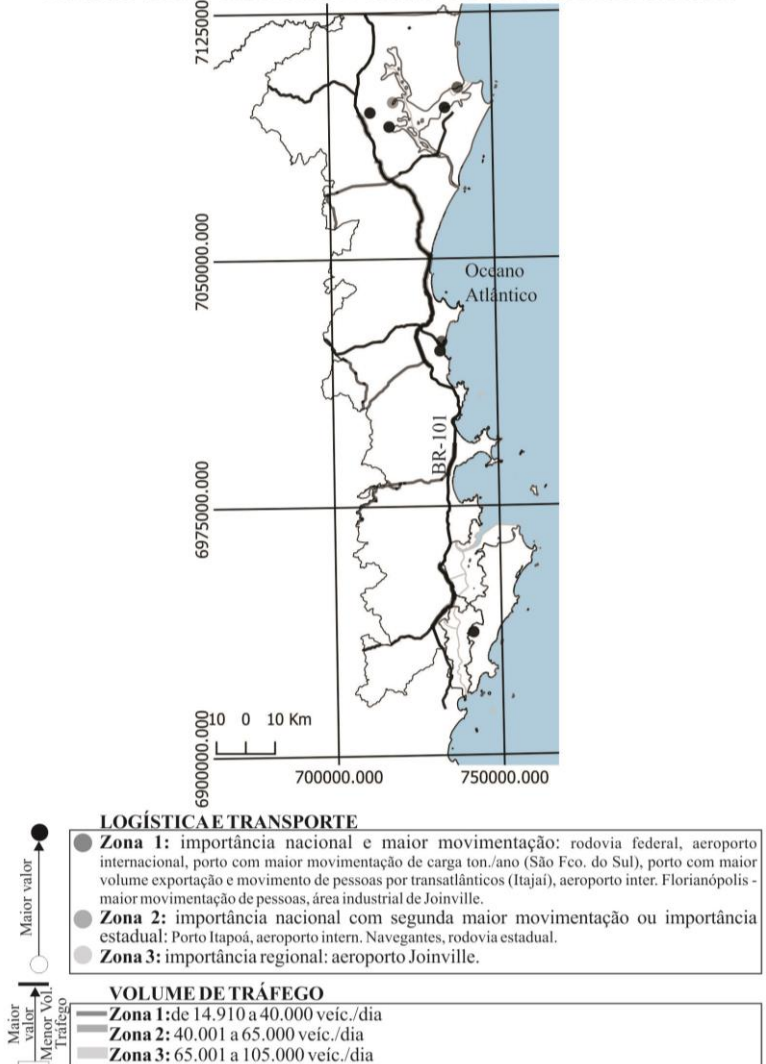 7125000
7050000.000
Oceano
Atlântico
BR-101
6975000.000
6900000.000
10 0 10 Km
700000.000 750000.000
LOGÍSTICA E TRANSPORTE
Zona 1: importância nacional e maior movimentação: rodovia federal, aeroporto
internacional, porto com maior movimentação de carga ton./ano (São Fco. do Sul), porto com maior
volume exportação e movimento de pessoas por transatlânticos (Itajaí), aeroporto inter. Florianópolis -
maior movimentação de pessoas, área industrial de Joinville.
Zona 2: importância nacional com segunda maior movimentação ou importância
estadual: Porto Itapoá, aeroporto intern. Navegantes, rodovia estadual.
Zona 3: importância regional: aeroporto Joinville.
Maior valor
VOLUME DE TRÁFEGO
Zona 1:de 14.910 a 40.000 veíc./dia
Zona 2: 40.001 a 65.000 veíc./dia
Zona 3: 65.001 a 105.000 veíc./dia
Maior
valor
Menor Vol.
Tráfego